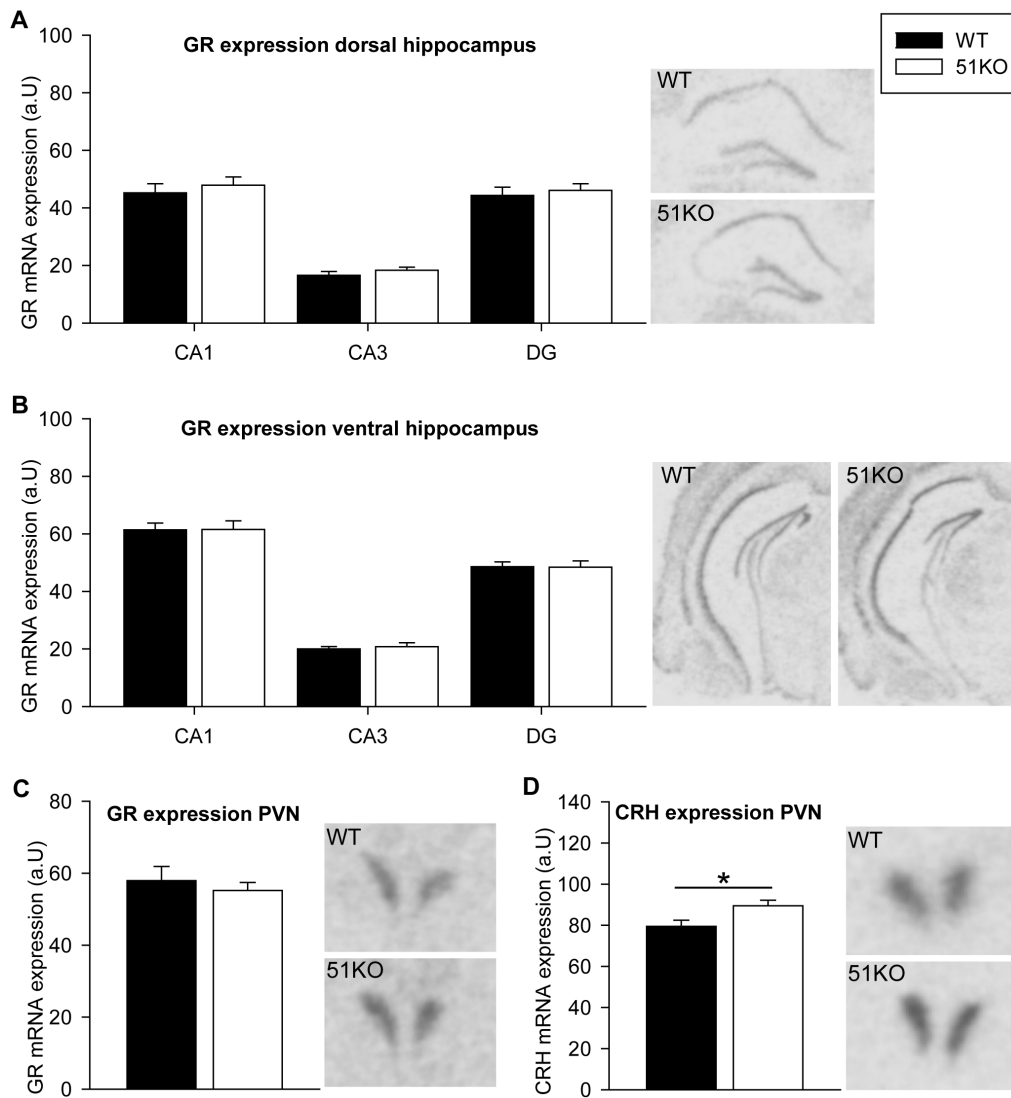 A
GR expression dorsal hippocampus
WT
51KO
GR mRNA expression (a.U)
100
80
60
40
20
0
CA1
CA3
DG
WT
51KO
B
GR expression ventral hippocampus
GR mRNA expression (a.U)
100
80
60
40
20
0
CA1
CA3
DG
WT
51KO
C
GR expression PVN
GR mRNA expression (a.U)
80
60
40
20
0
WT
51KO
D
CRH expression PVN
CRH mRNA expression (a.U)
140
120
100
80
60
40
20
0
*
WT
51KO